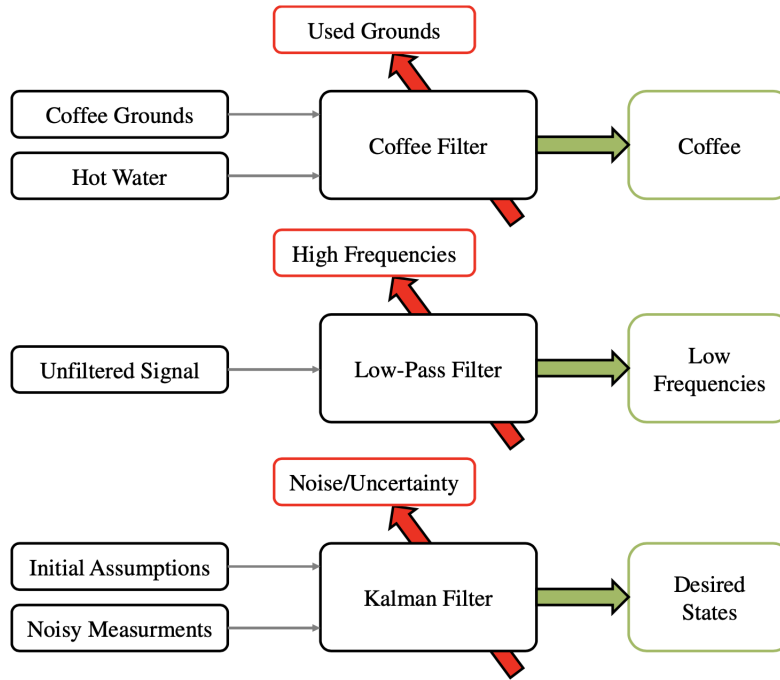 Used Grounds
Coffee Grounds
Hot Water
Coffee Filter
Coffee
High Frequencies
Unfiltered Signal
Low-Pass Filter
Low
Frequencies
Noise/Uncertainty
Initial Assumptions
Noisy Measurments
Kalman Filter
Desired
States